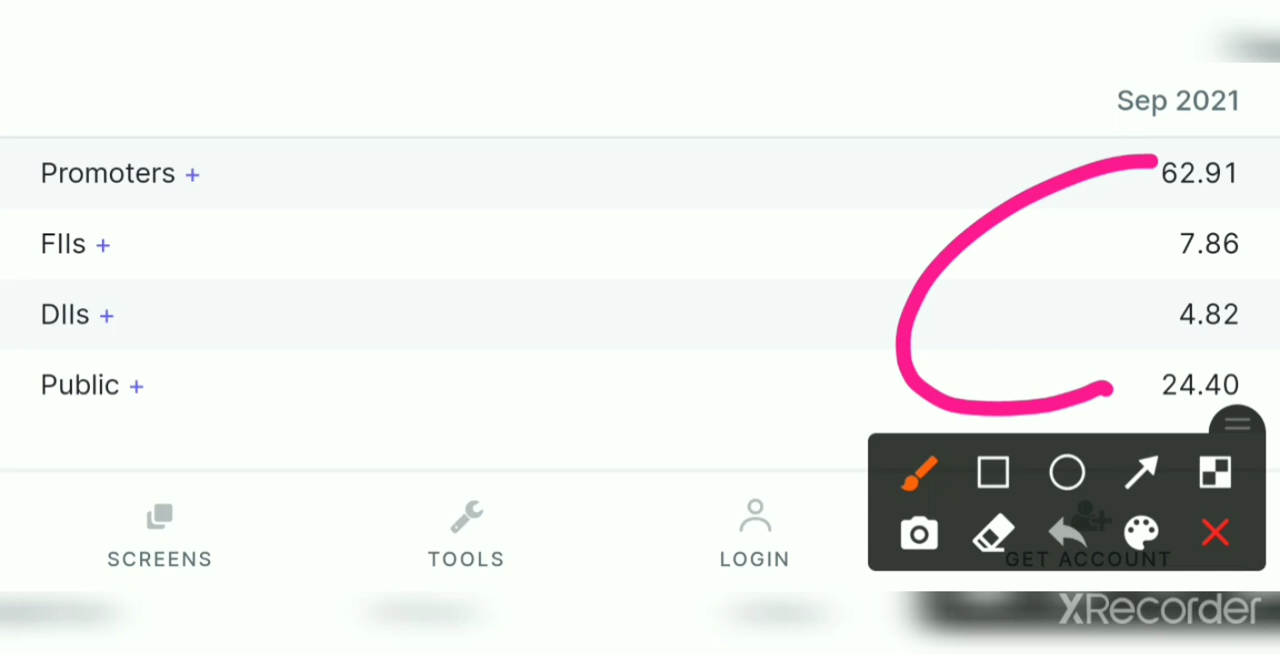 Sep 2021
Promoters + 62.91
FIIs + 7.86
DIIs + 4.82
Public + 24.40
SCREENS TOOLS LOGIN GET ACCOUNT
XRecorder